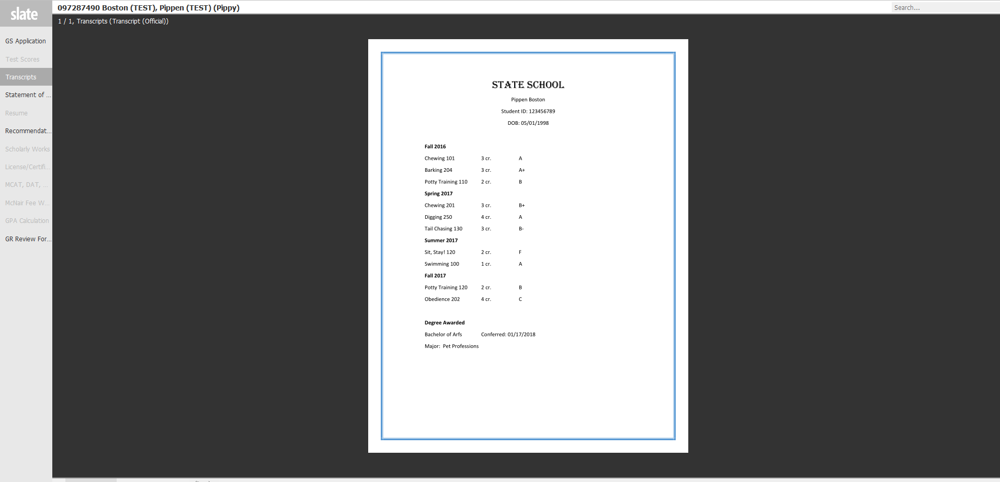 slate
097287490 Boston (TEST), Pippen (TEST) (Pippy)
Search...
1 / 1, Transcripts (Transcript (Official))
GS Application
Test Scores
Transcripts
Statement of ...
Resume
Recommendat...
Scholarly Works
License/Certifi...
MCAT, DAT, ...
McNair Fee W...
GPA Calculation
GR Review For...
STATE SCHOOL
Pippen Boston
Student ID: 123456789
DOB: 05/01/1998
Fall 2016
Chewing 101 3 cr. A
Barking 204 3 cr. A+
Potty Training 110 2 cr. B
Spring 2017
Chewing 201 3 cr. B+
Digging 250 4 cr. A
Tail Chasing 130 3 cr. B-
Summer 2017
Sit, Stay! 120 2 cr. F
Swimming 100 1 cr. A
Fall 2017
Potty Training 120 2 cr. B
Obedience 202 4 cr. C
Degree Awarded
Bachelor of Arfs Conferred: 01/17/2018
Major: Pet Professions